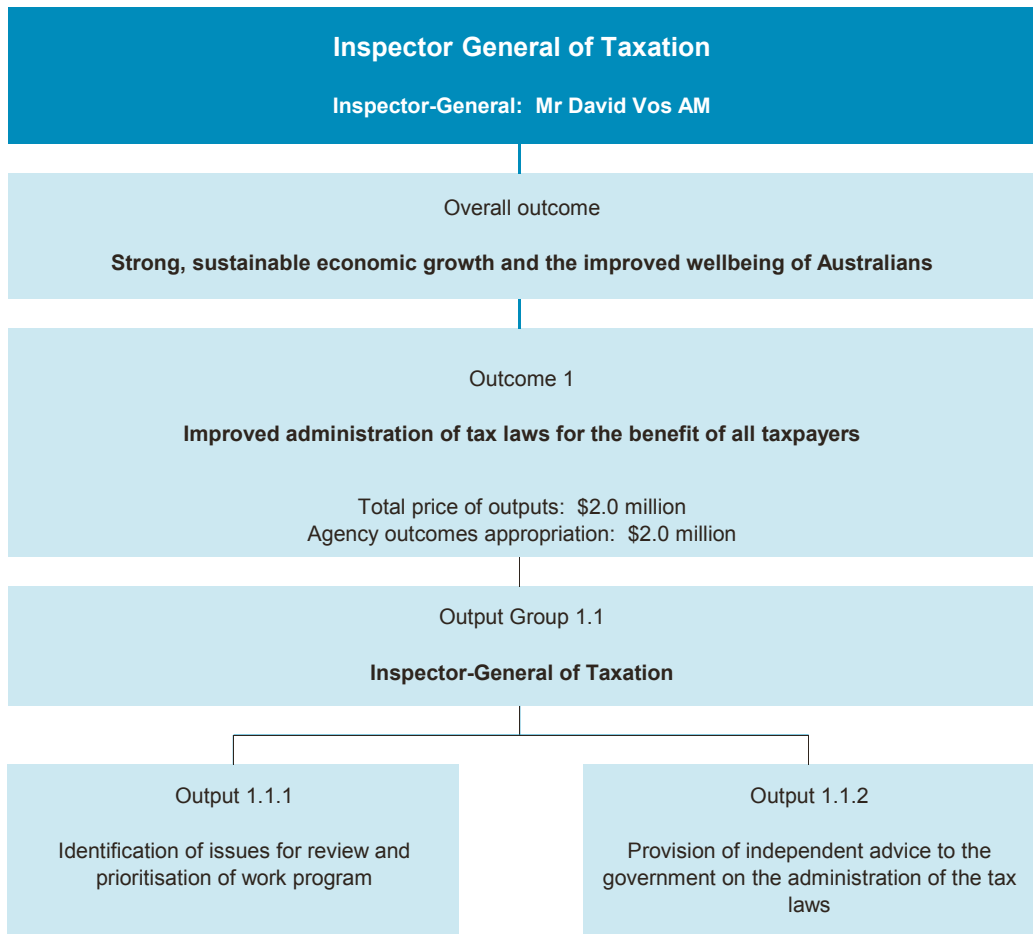 Inspector General of Taxation
Inspector-General: Mr David Vos AM
Overall outcome
Strong, sustainable economic growth and the improved wellbeing of Australians
Outcome 1
Improved administration of tax laws for the benefit of all taxpayers
Total price of outputs: $2.0 million
Agency outcomes appropriation: $2.0 million
Output Group 1.1
Inspector-General of Taxation
Output 1.1.1
Identification of issues for review and
prioritisation of work program
Output 1.1.2
Provision of independent advice to the
government on the administration of the tax
laws